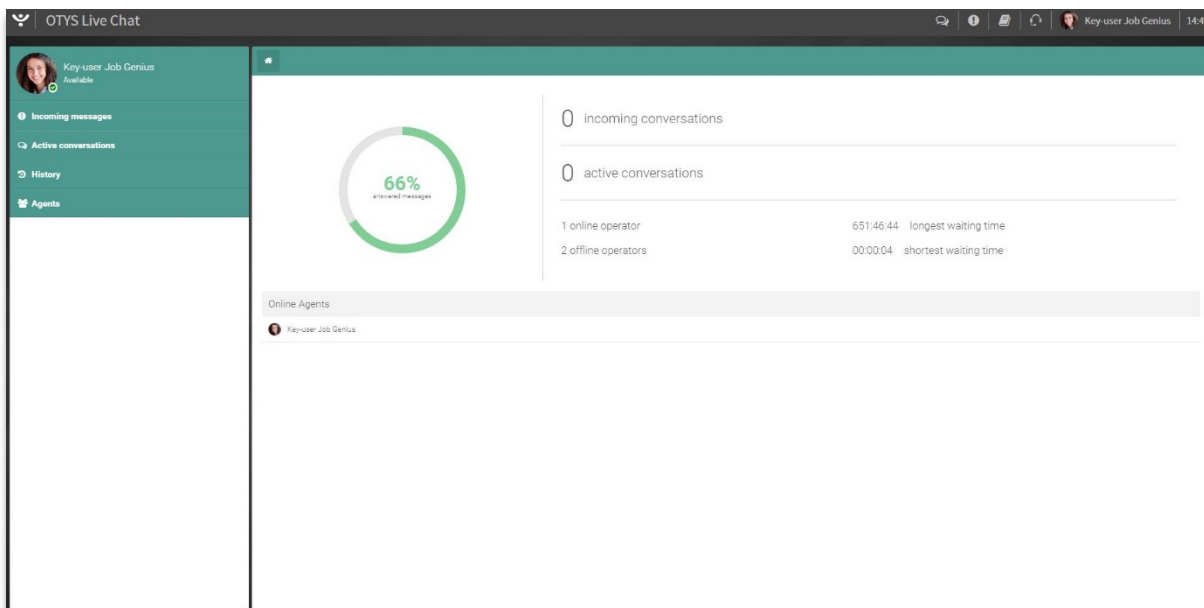 OTYS Live Chat
Key-user Job Genius
14:4
Key-user Job Genius
Available
Incoming messages
Active conversations
History
Agents
66%
answered messages
0 incoming conversations
0 active conversations
1 online operator
651:46:44 longest waiting time
2 offline operators
00:00:04 shortest waiting time
Online Agents
Key-user Job Genius